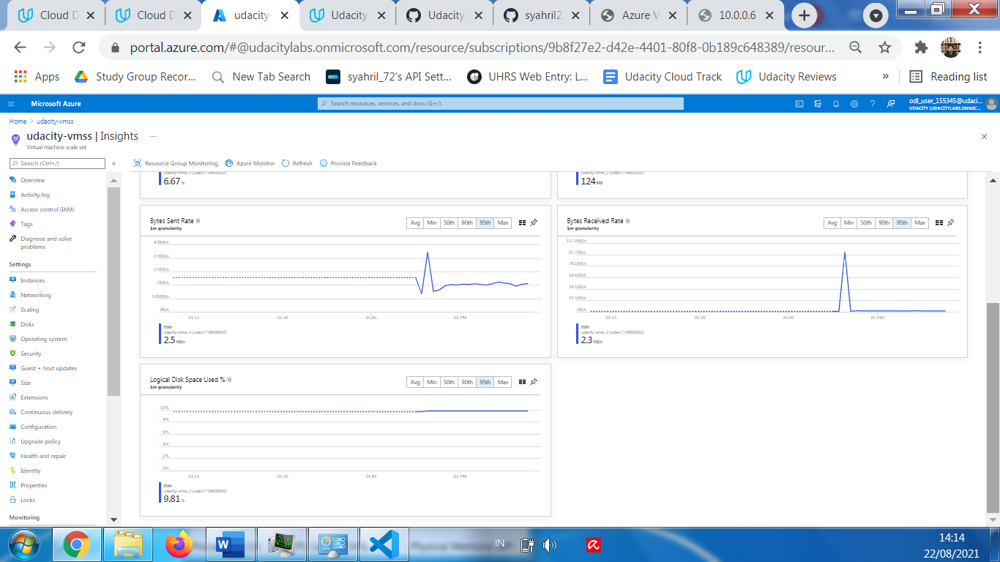 Cloud D
Cloud D
udacity-
Udacity
Udacity/
syahril2
Azure V
10.0.0.6
portal.azure.com/#@udacitylabs.onmicrosoft.com/resource/subscriptions/9b8f27e2-d42e-4401-80f8-0b189c648389/resour...
Apps
Study Group Recor...
New Tab Search
syahril_72's API Sett...
UHRS Web Entry: L...
Udacity Cloud Track
Udacity Reviews
»
Reading list
Microsoft Azure
Search resources, services, and docs (G+/)
odl_user_155345@udaci...
UDACITY (UDACITYLABS.ONMIC...
Home > udacity-vmss
udacity-vmss | Insights ...
Virtual machine scale set
Search (Ctrl+/)
«
Resource Group Monitoring
Azure Monitor
Refresh
Provide Feedback
Overview
Activity log
Access control (IAM)
Tags
Diagnose and solve
problems
Settings
Instances
Networking
Scaling
Disks
Operating system
Security
Guest + host updates
Size
Extensions
Continuous delivery
Configuration
Upgrade policy
Health and repair
Identity
Properties
Locks
Monitoring
udacity-vmss_2 (udaci7734000002)
6.67 %
udacity-vmss_2 (udaci7734000002)
124 MB
Bytes Sent Rate
1m granularity
Avg Min 50th 90th 95th Max
4.9KB/s
3.9KB/s
2.9KB/s
2KB/s
1,000B/s
0B/s
01:15 01:30 01:45 02 PM
95th
udacity-vmss_2 (udaci7734000002)
2.5 KB/s
Bytes Received Rate
1m granularity
Avg Min 50th 90th 95th Max
117.2KB/s
97.7KB/s
78.1KB/s
58.6KB/s
39.1KB/s
19.5KB/s
0B/s
01:15 01:30 01:45 02 PM
95th
udacity-vmss_2 (udaci7734000002)
2.3 KB/s
Logical Disk Space Used %
1m granularity
Avg Min 50th 90th 95th Max
10%
8%
6%
4%
2%
0%
01:15 01:30 01:45 02 PM
95th
udacity-vmss_2 (udaci7734000002)
9.81 %
IN
14:14
22/08/2021